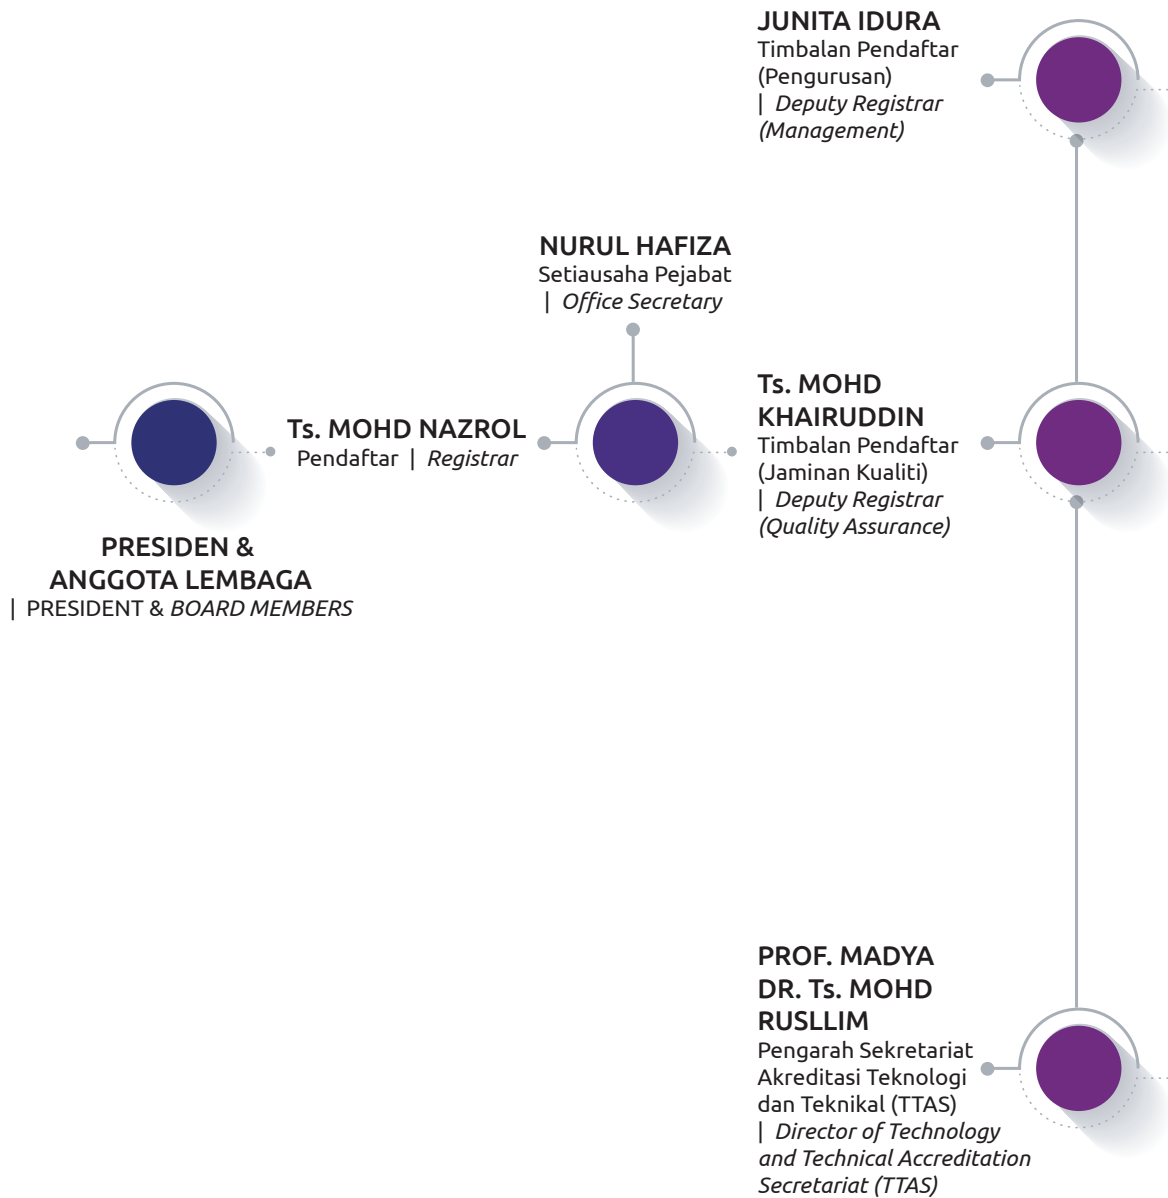 JUNITA IDURA
Timbalan Pendaftar
(Pengurusan)
| Deputy Registrar
(Management)
NURUL HAFIZA
Setiausaha Pejabat
| Office Secretary
Ts. MOHD
KHAIRUDDIN
Timbalan Pendaftar
(Jaminan Kualiti)
| Deputy Registrar
(Quality Assurance)
Ts. MOHD NAZROL
Pendaftar | Registrar
PRESIDEN &
ANGGOTA LEMBAGA
| PRESIDENT & BOARD MEMBERS
PROF. MADYA
DR. Ts. MOHD
RUSLLIM
Pengarah Sekretariat
Akreditasi Teknologi
dan Teknikal (TTAS)
| Director of Technology
and Technical Accreditation
Secretariat (TTAS)